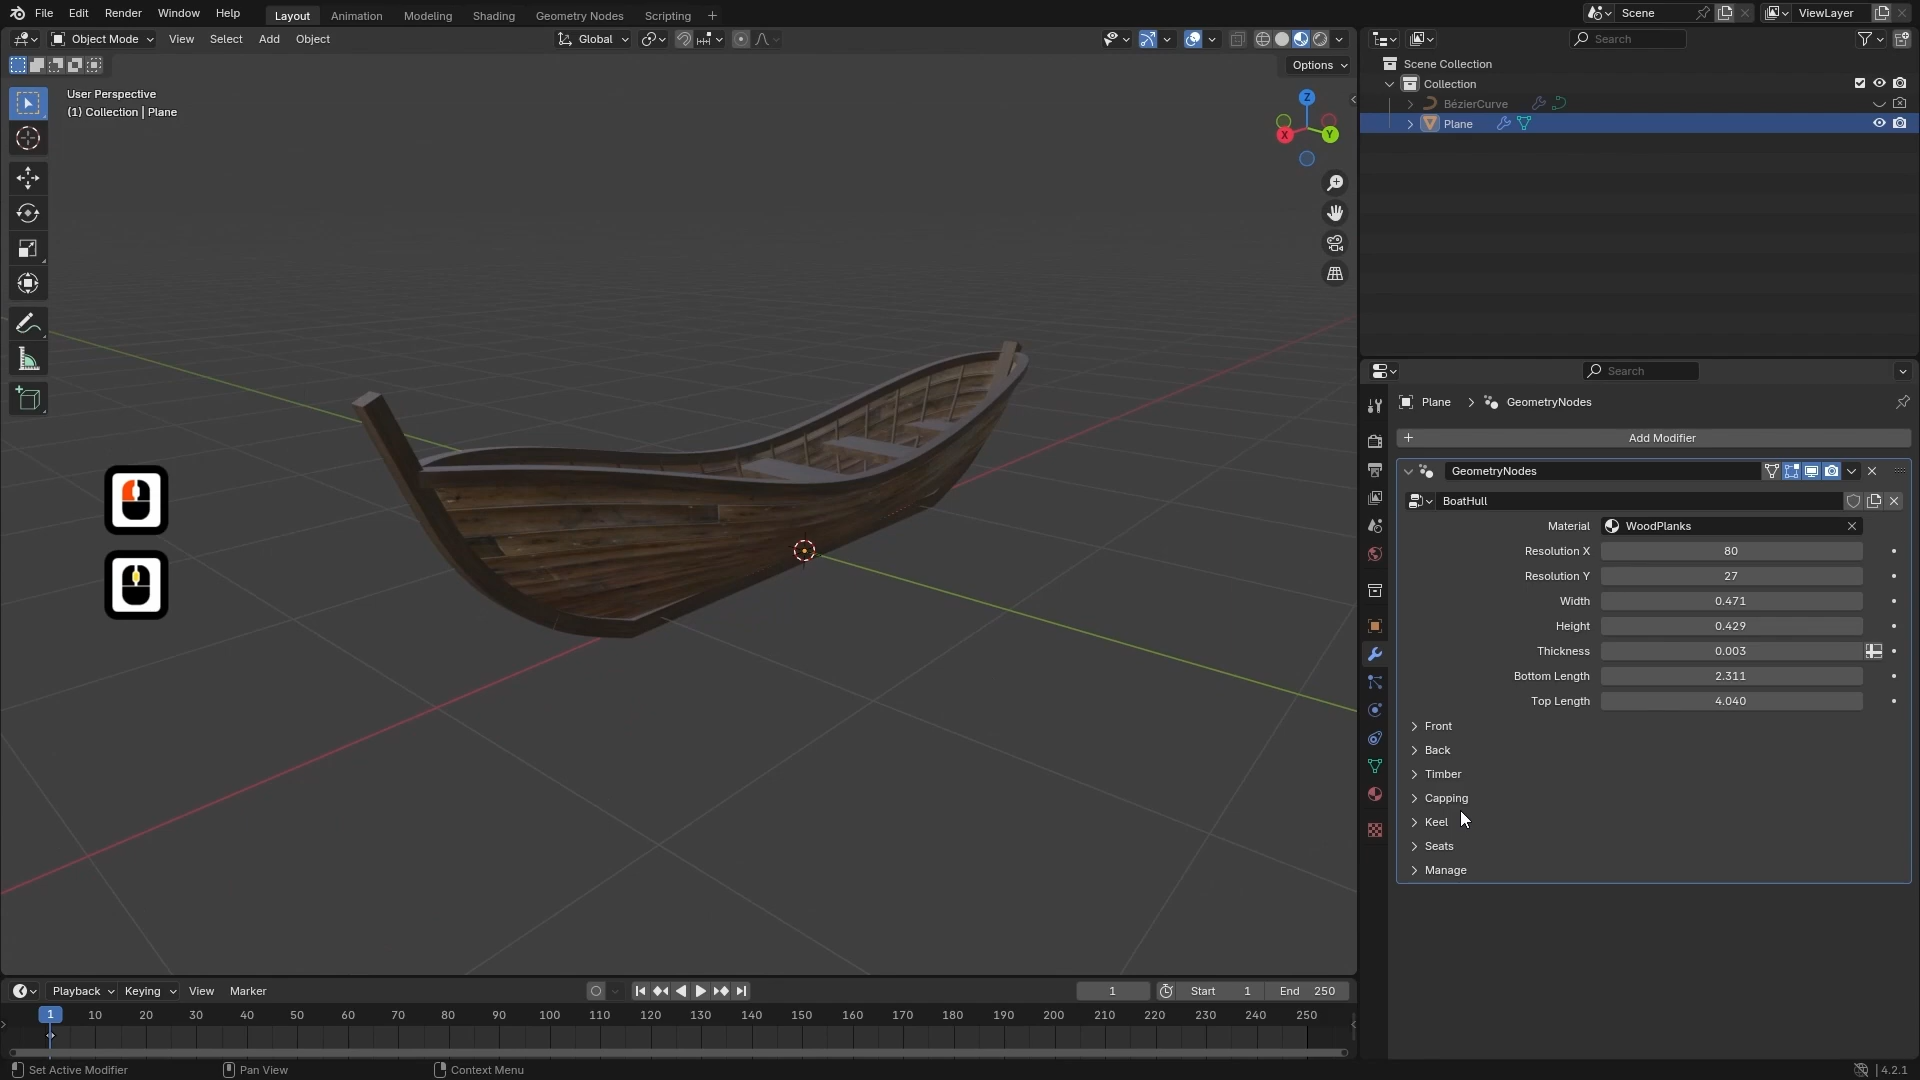 File Edit Render Window Help Layout Animation Modeling Shading Geometry Nodes Scripting + Scene ViewLayer
Object Mode View Select Add Object Global Search
Options
User Perspective
(1) Collection | Plane
Z
X
Y
Scene Collection
Collection
BézierCurve
Plane
Search
Plane GeometryNodes
+ Add Modifier
GeometryNodes
BoatHull
Material WoodPlanks
Resolution X 80
Resolution Y 27
Width 0.471
Height 0.429
Thickness 0.003
Bottom Length 2.311
Top Length 4.040
Front
Back
Timber
Capping
Keel
Seats
Manage
Playback Keying View Marker 1 Start 1 End 250
1 10 20 30 40 50 60 70 80 90 100 110 120 130 140 150 160 170 180 190 200 210 220 230 240 250
Set Active Modifier Pan View Context Menu 4.2.1